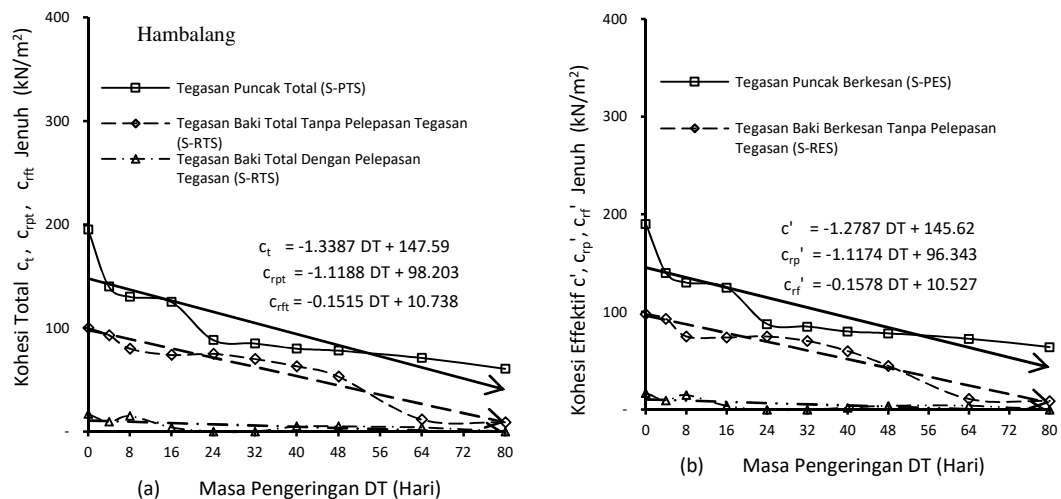 Hambalang
Kohesi Total c_t , c_rpt , c_rft Jenuh (kN/m²)
400
300
200
100
-
Tegasan Puncak Total (S-PTS)
Tegasan Baki Total Tanpa Pelepasan Tegasan
(S-RTS)
Tegasan Baki Total Dengan Pelepasan
Tegasan (S-RTS)
c_t = -1.3387 DT + 147.59
c_rpt = -1.1188 DT + 98.203
c_rft = -0.1515 DT + 10.738
0 8 16 24 32 40 48 56 64 72 80
(a) Masa Pengeringan DT (Hari)
Kohesi Effektif c', c_rp', c_rf' Jenuh (kN/m²)
400
300
200
100
-
Tegasan Puncak Berkesan (S-PES)
Tegasan Baki Berkesan Tanpa Pelepasan
Tegasan (S-RES)
c' = -1.2787 DT + 145.62
c_rp' = -1.1174 DT + 96.343
c_rf' = -0.1578 DT + 10.527
0 8 16 24 32 40 48 56 64 72 80
(b) Masa Pengeringan DT (Hari)